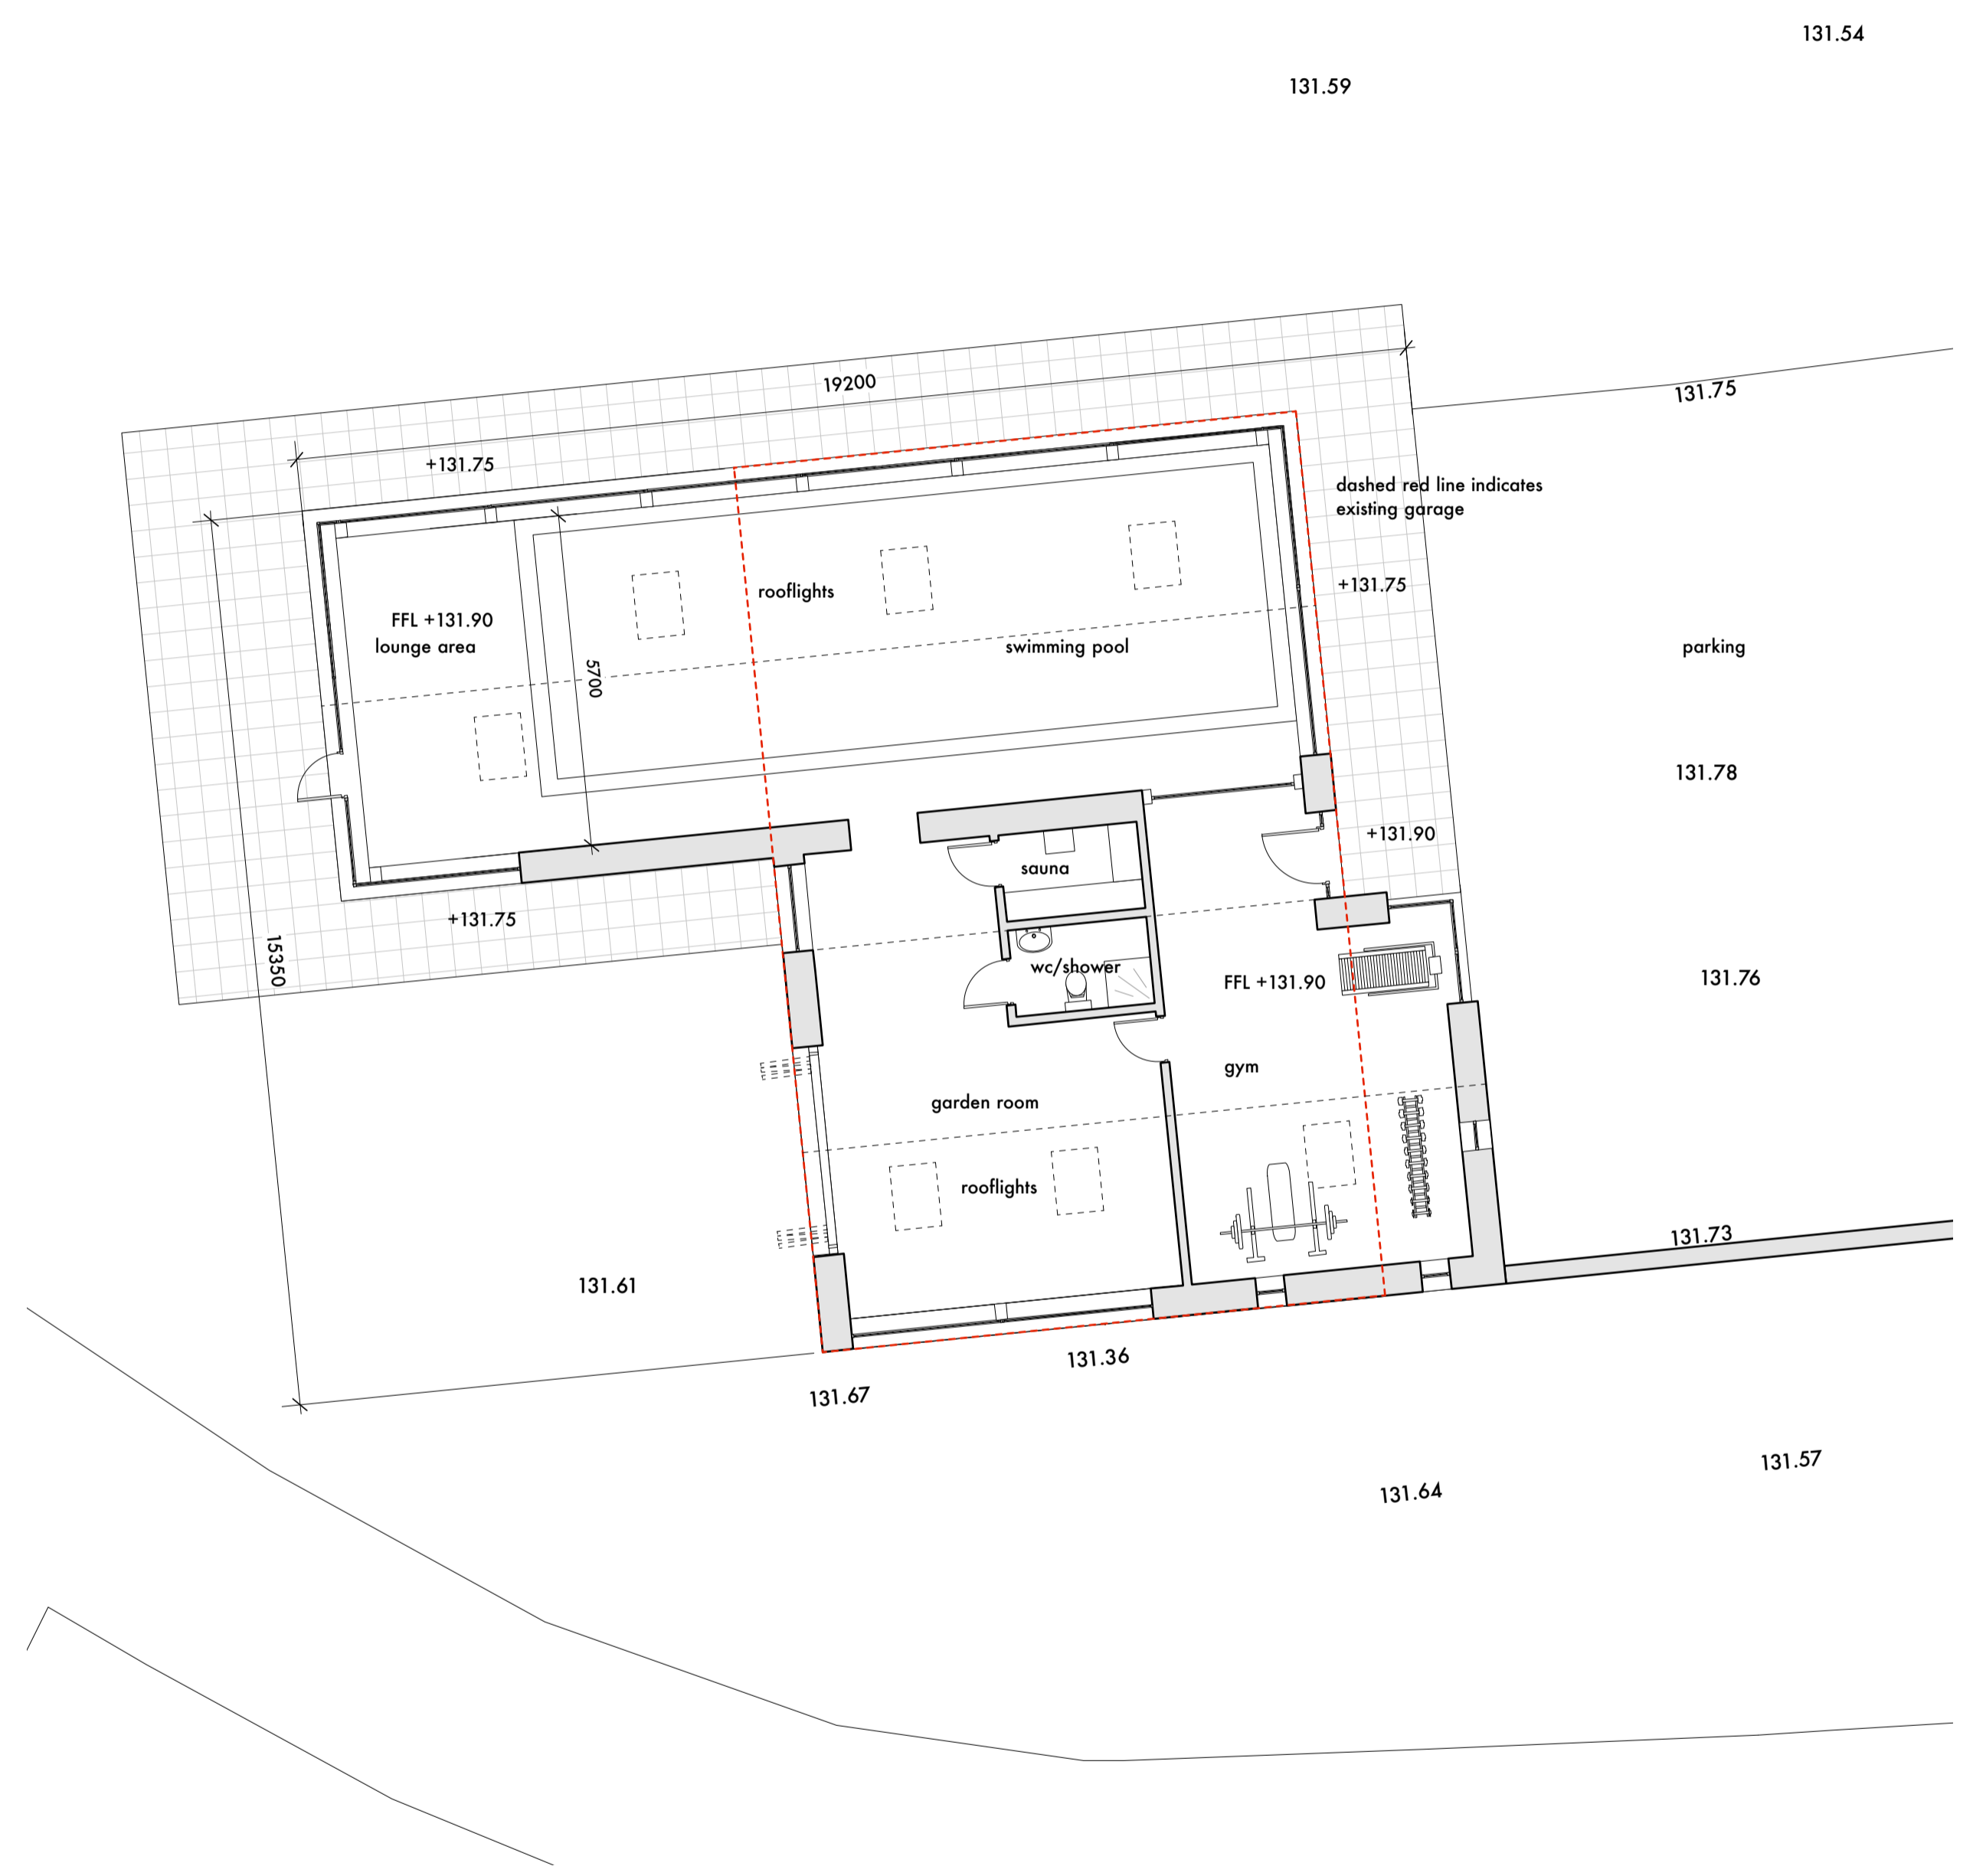 131.54
131.59
19200
131.75
+131.75
dashed red line indicates
existing garage
rooflights
+131.75
FFL +131.90
lounge area
swimming pool
parking
5700
131.78
+131.90
sauna
+131.75
15350
wc/shower
FFL +131.90
131.76
gym
garden room
rooflights
131.73
131.61
131.36
131.67
131.57
131.64